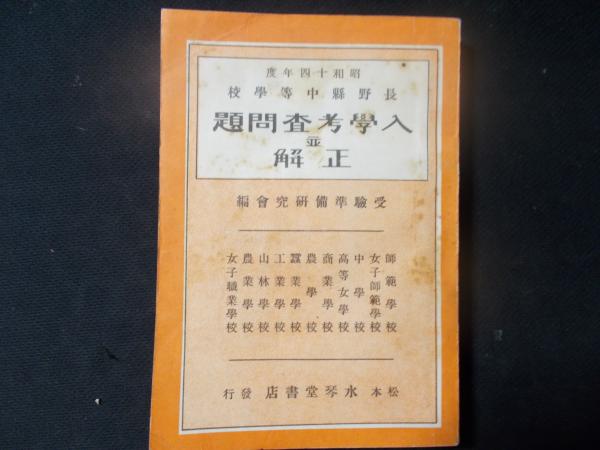 昭和十四年度
長野縣中等學校
入學考査問題
並
正解
受驗準備研究會編
師範學校
女子師範學校
中學校
高等女學校
商業學校
農學校
蠶業學校
工業學校
山林學校
農業學校
女子職業學校
松本 水琴堂書店 發行